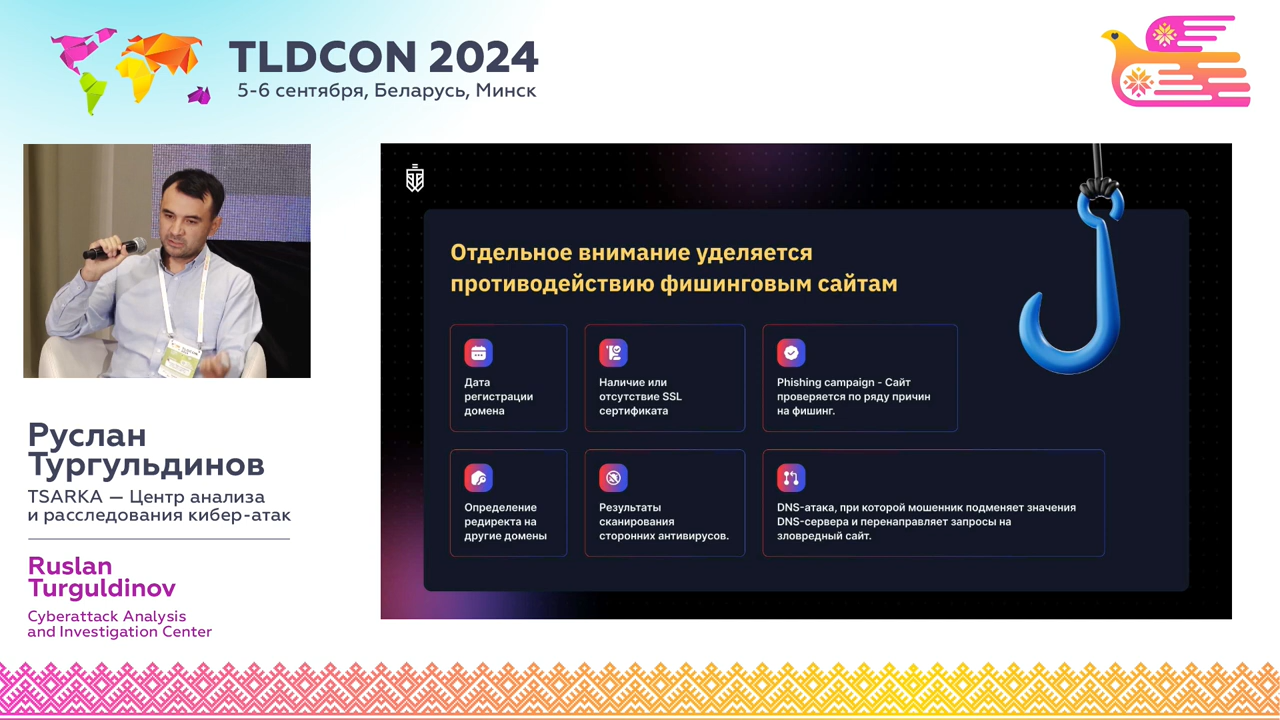 TLDCON 2024
5-6 сентября, Беларусь, Минск
Руслан
Тургульдинов
TSARKA — Центр анализа
и расследования кибер-атак
Ruslan
Turguldinov
Cyberattack Analysis
and Investigation Center
Отдельное внимание уделяется
противодействию фишинговым сайтам
Дата
регистрации
домена
Наличие или
отсутствие SSL
сертификата
Phishing campaign - Сайт
проверяется по ряду причин
на фишинг.
Определение
редиректа на
другие домены
Результаты
сканирования
сторонних антивирусов.
DNS-атака, при которой мошенник подменяет значения
DNS-сервера и перенаправляет запросы на
зловредный сайт.